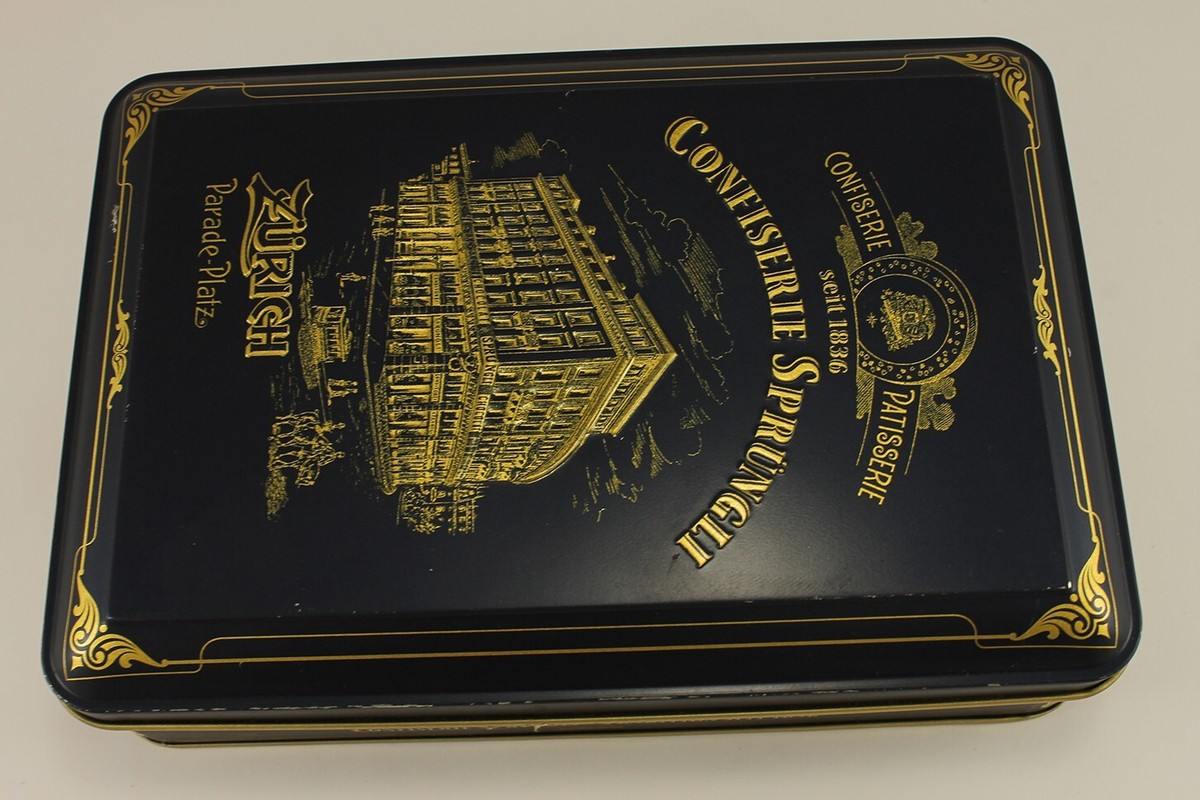 CONFISERIE PATISSERIE
seit 1836
CONFISERIE SPRÜNGLI
ZÜRICH
Parade Platz